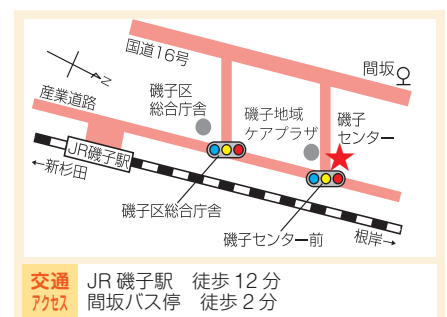 国道16号
間坂
N
産業道路
磯子区
総合庁舎
磯子地域
ケアプラザ
磯子
センター
JR磯子駅
←新杉田
磯子区総合庁舎
磯子センター前
根岸→
交通 JR 磯子駅 徒歩 12 分
アクセス 間坂バス停 徒歩 2 分